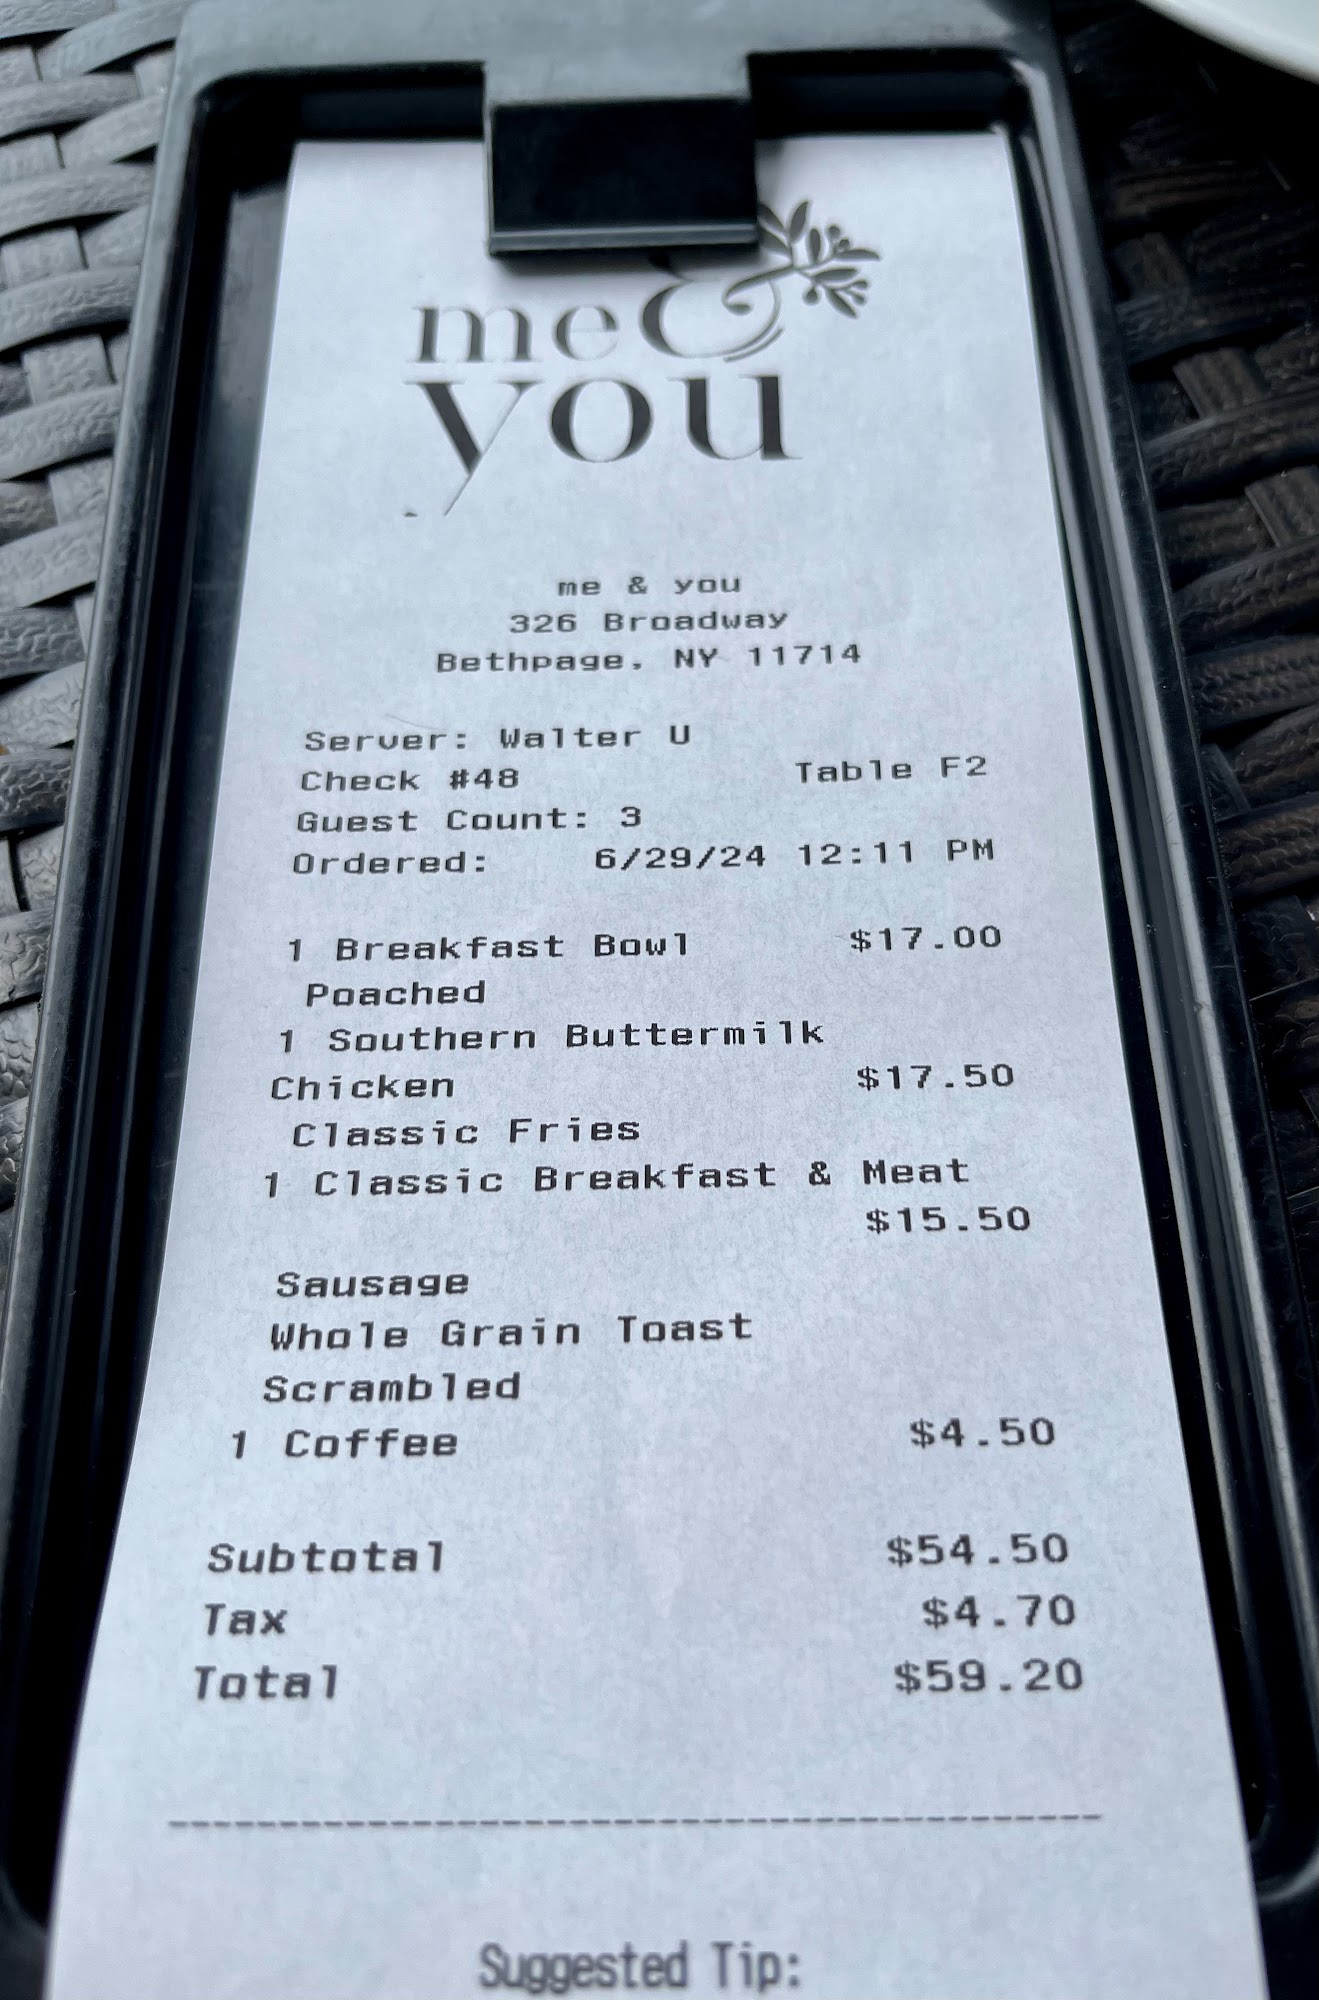 me &
you
me & you
326 Broadway
Bethpage, NY 11714
Server: Walter U
Check #48 Table F2
Guest Count: 3
Ordered: 6/29/24 12:11 PM
1 Breakfast Bowl $17.00
Poached
1 Southern Buttermilk
Chicken $17.50
Classic Fries
1 Classic Breakfast & Meat
$15.50
Sausage
Whole Grain Toast
Scrambled
1 Coffee $4.50
Subtotal $54.50
Tax $4.70
Total $59.20
Suggested Tip: